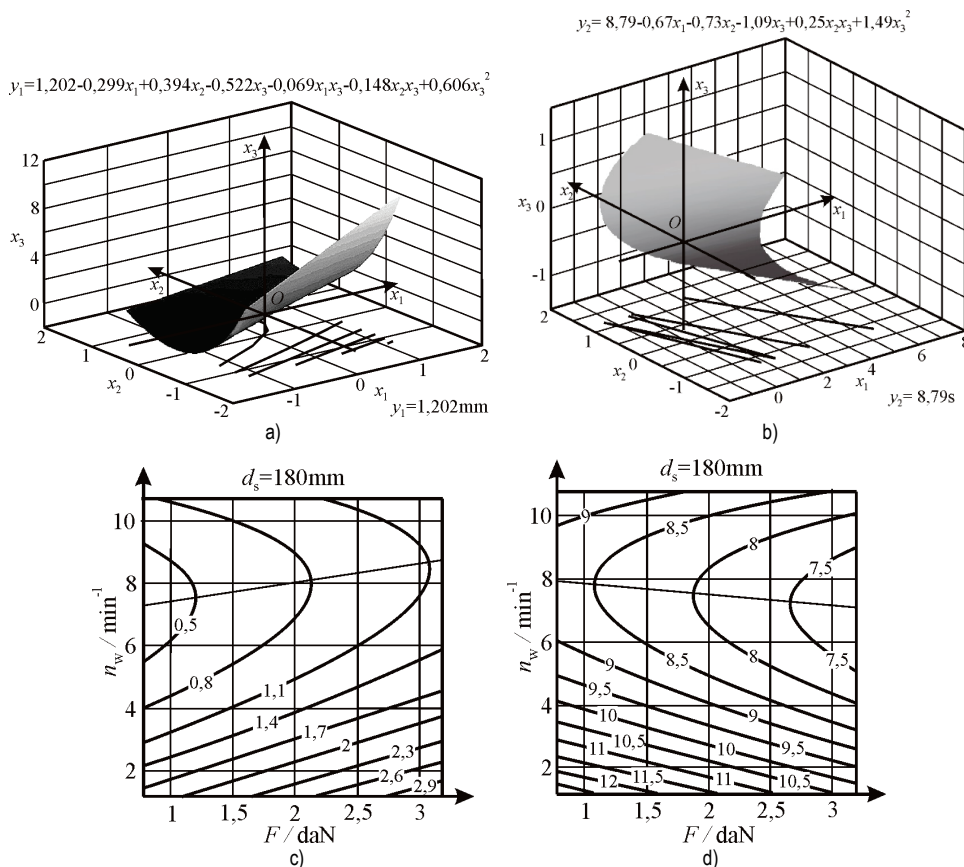 y₂= 8,79-0,67x₁-0,73x₂-1,09x₃+0,25x₂x₃+1,49x₃²
y₁=1,202-0,299x₁+0,394x₂-0,522x₃-0,069x₁x₃-0,148x₂x₃+0,606x₃²
12
8
4
0
x₃
x₃
x₂
O
x₁
2
1
0
-1
-2
x₂
-1
0
1
2
x₁
y₁=1,202mm
a)
1
0
-1
x₃
x₃
x₂
O
x₁
2
1
0
-1
-2
x₂
0
2
4
6
8
x₁
y₂= 8,79s
b)
dₛ=180mm
n_w / min⁻¹
10
8
6
4
2
0,5
0,8
1,1
1,4
1,7
2
2,3
2,6
2,9
1
1,5
2
2,5
3
F / daN
c)
dₛ=180mm
n_w / min⁻¹
10
8
6
4
2
9
8,5
8
7,5
7,5
8,5
8
9
9,5
9
10
10,5
10
9,5
11
12
11,5
11
10,5
1
1,5
2
2,5
3
F / daN
d)